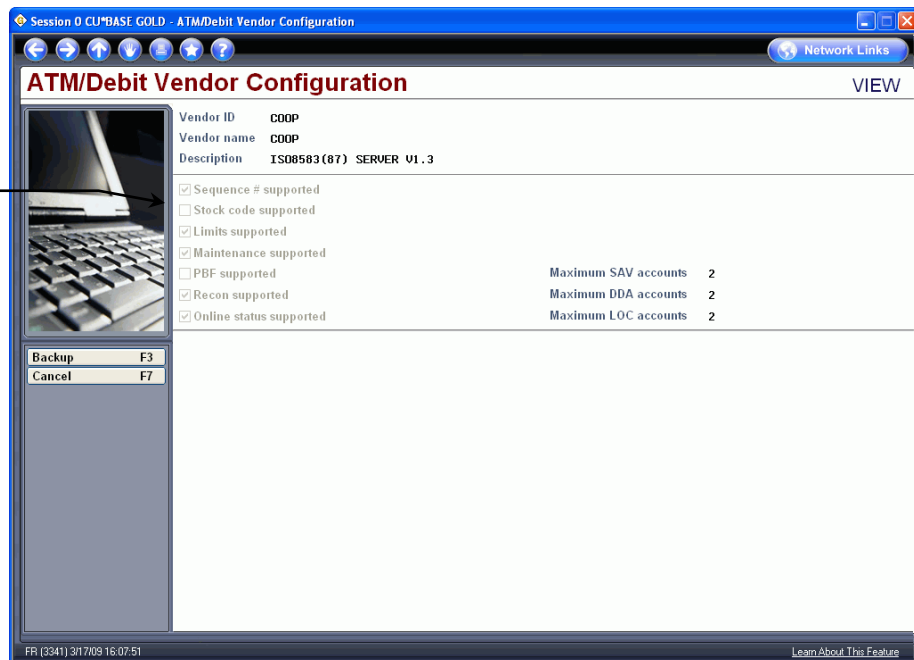 Session 0 CU*BASE GOLD - ATM/Debit Vendor Configuration
Network Links
ATM/Debit Vendor Configuration
VIEW
Vendor ID COOP
Vendor name COOP
Description ISO8583(87) SERVER V1.3
Sequence # supported
Stock code supported
Limits supported
Maintenance supported
PBF supported Maximum SAV accounts 2
Recon supported Maximum DDA accounts 2
Online status supported Maximum LOC accounts 2
Backup F3
Cancel F7
FR (3341) 3/17/09 16:07:51
Learn About This Feature